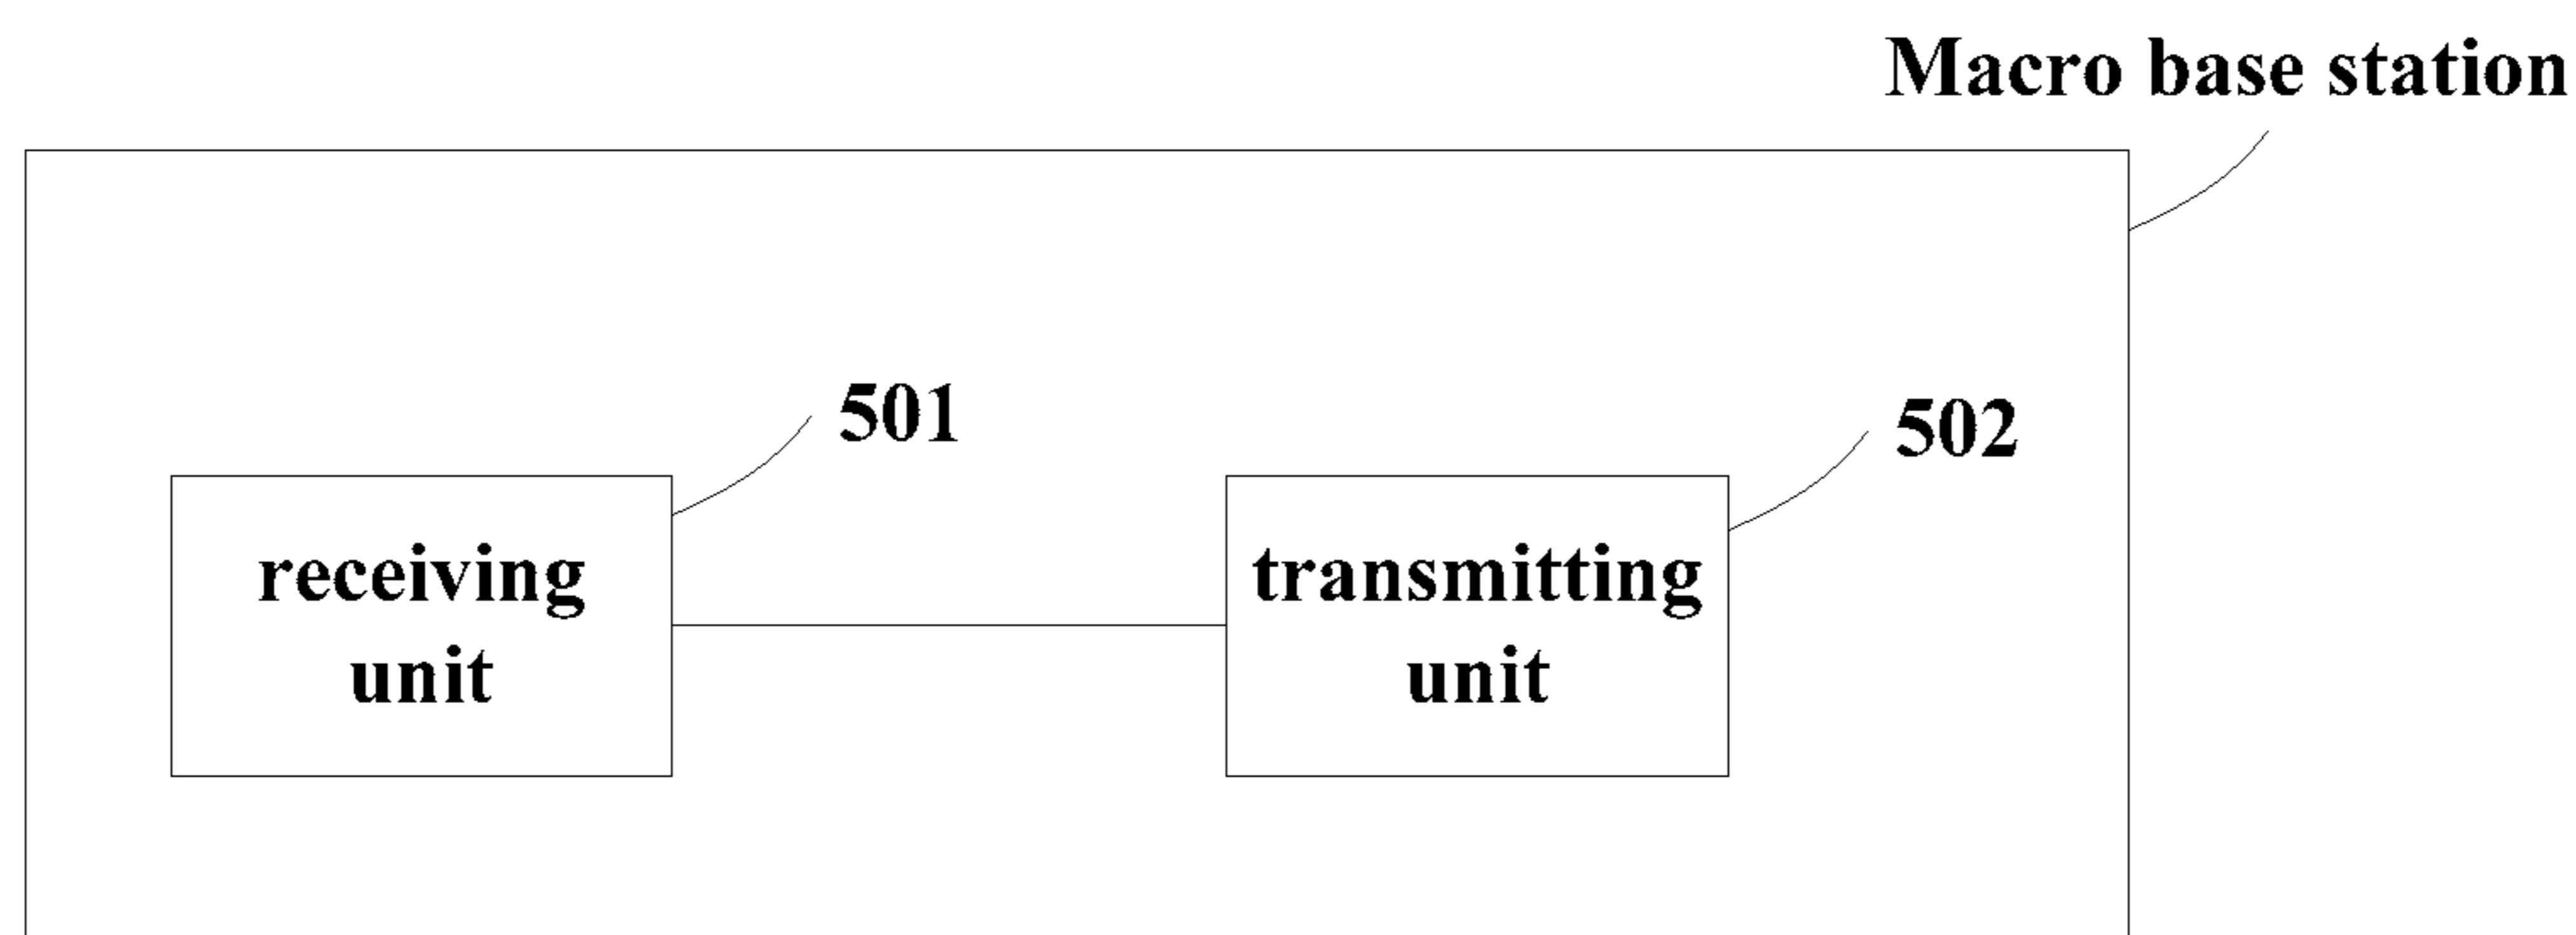 Macro base station
501
502
receiving
unit
transmitting
unit